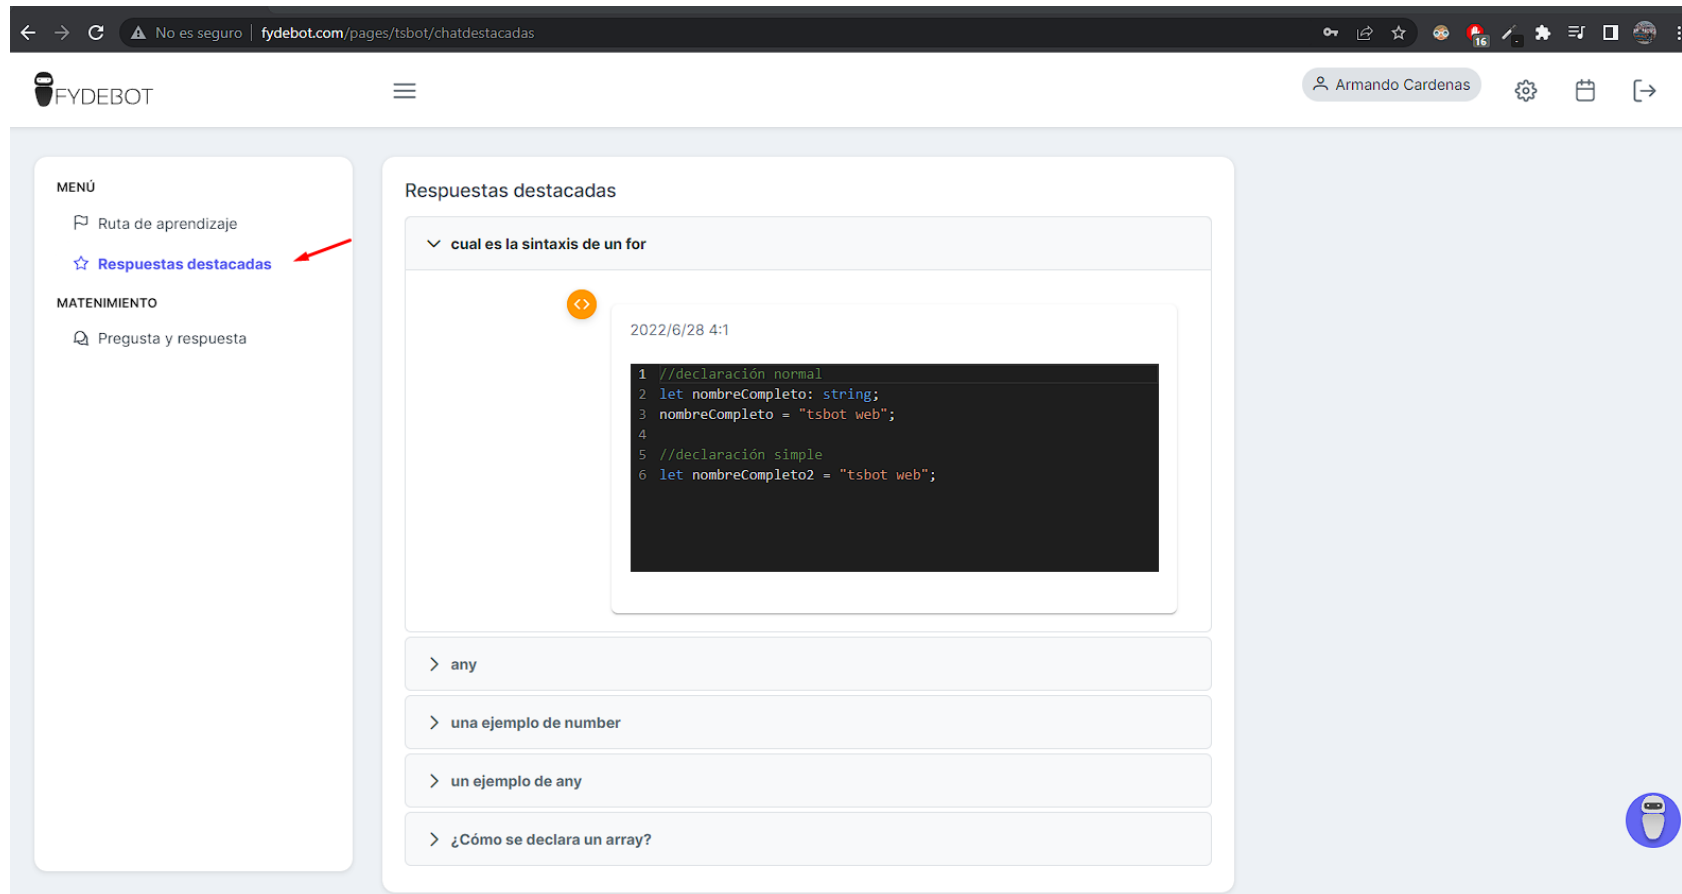 No es seguro | fydebot.com/pages/tsbot/chatdestacadas
16
FYDEBOT
Armando Cardenas
MENÚ
Ruta de aprendizaje
Respuestas destacadas
MATENIMIENTO
Pregusta y respuesta
Respuestas destacadas
cual es la sintaxis de un for
2022/6/28 4:1
1 //declaración normal
2 let nombreCompleto: string;
3 nombreCompleto = "tsbot web";
4
5 //declaración simple
6 let nombreCompleto2 = "tsbot web";
any
una ejemplo de number
un ejemplo de any
¿Cómo se declara un array?